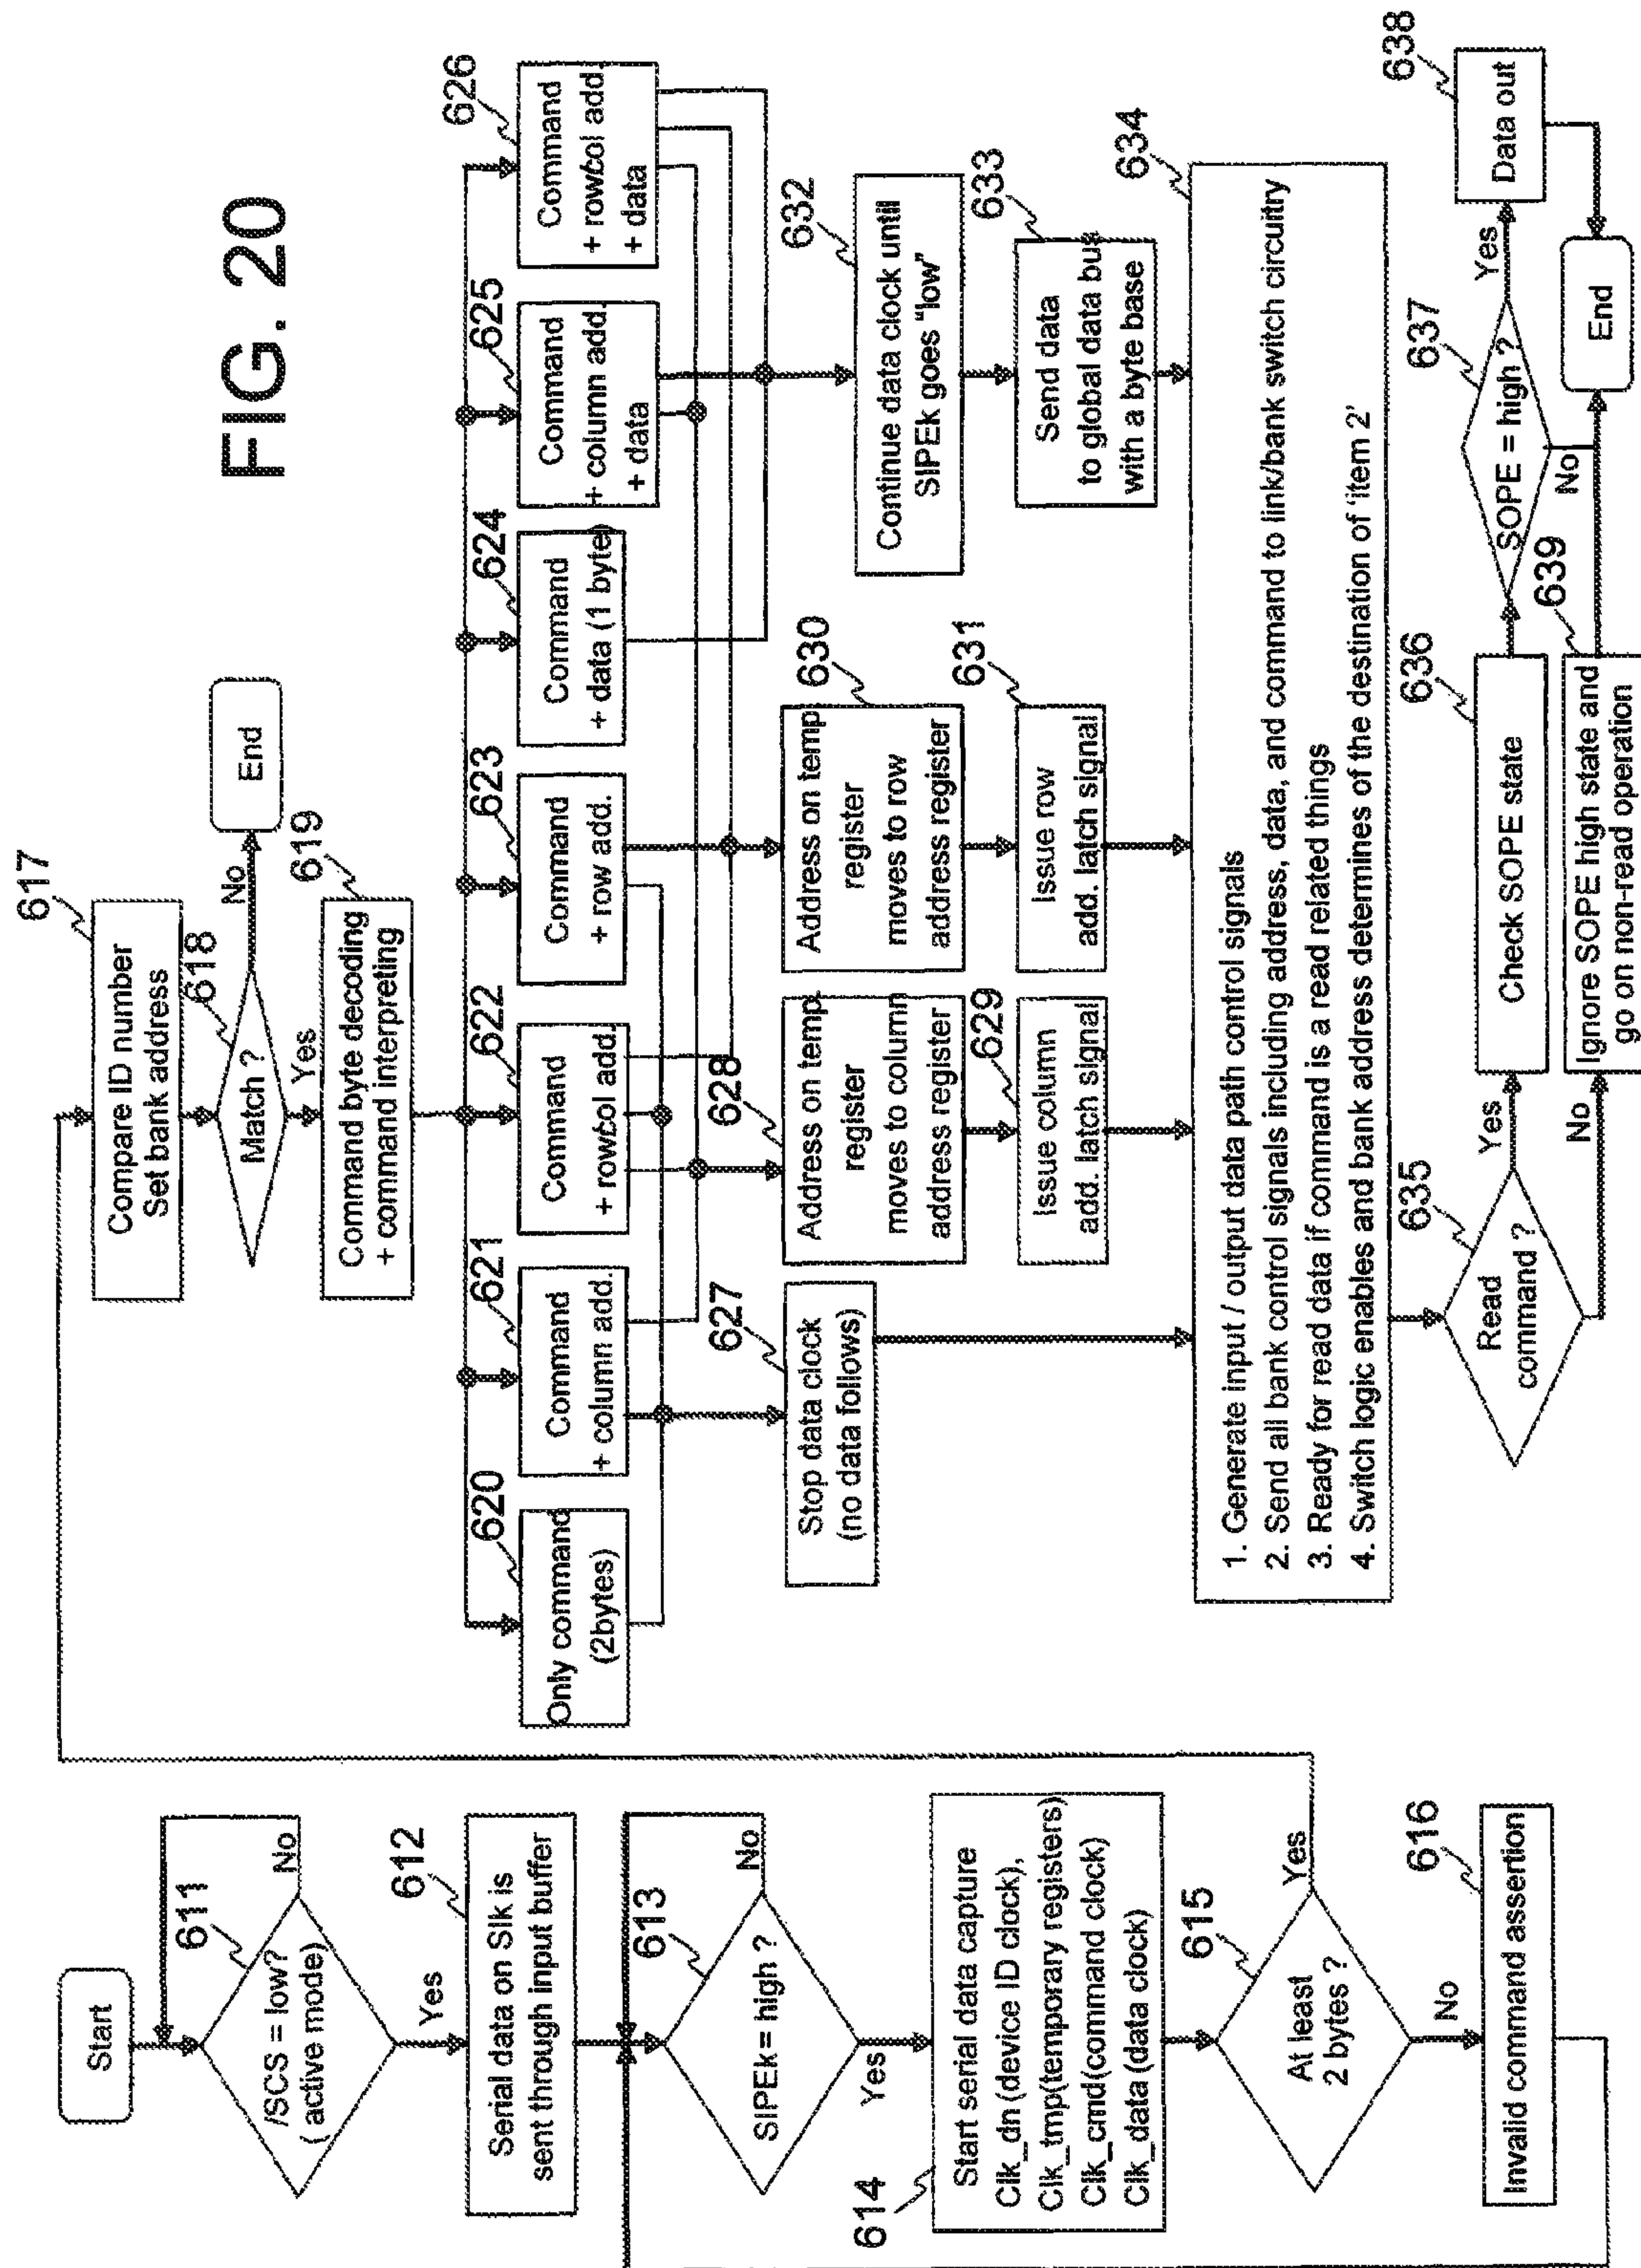 FIG. 20
Start
611
/SCS = low?
( active mode)
No
Yes
612
Serial data on SIk is
sent through input buffer
613
SIPEk = high ?
No
Yes
614
Start serial data capture
Clk_dn (device ID clock),
Clk_tmp(temporary registers)
Clk_cmd(command clock)
Clk_data (data clock)
615
At least
2 bytes ?
Yes
No
616
Invalid command assertion
617
Compare ID number
Set bank address
618
Match ?
No
End
Yes
619
Command byte decoding
+ command interpreting
620
Only command
(2bytes)
621
Command
+ column add.
622
Command
+ row/col add.
623
Command
+ row add.
624
Command
+ data (1 byte)
625
Command
+ column add.
+ data
626
Command
+ row/col add.
+ data
627
Stop data clock
(no data follows)
628
Address on temp.
register
moves to column
address register
629
Issue column
add. latch signal
630
Address on temp
register
moves to row
address register
631
Issue row
add. latch signal
632
Continue data clock until
SIPEk goes "low"
633
Send data
to global data bus
with a byte base
634
1. Generate input / output data path control signals
2. Send all bank control signals including address, data, and command to link/bank switch circuitry
3. Ready for read data if command is a read related things
4. Switch logic enables and bank address determines of the destination of 'item 2'
635
Read
command ?
Yes
No
636
Check SOPE state
637
SOPE = high ?
Yes
No
638
Data out
639
Ignore SOPE high state and
go on non-read operation
End